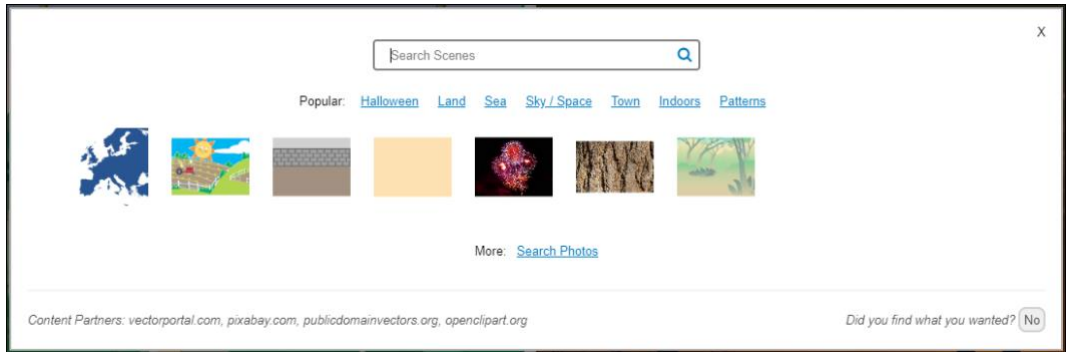 X
Search Scenes
Popular: Halloween Land Sea Sky / Space Town Indoors Patterns
More: Search Photos
Content Partners: vectorportal.com, pixabay.com, publicdomainvectors.org, openclipart.org Did you find what you wanted? No